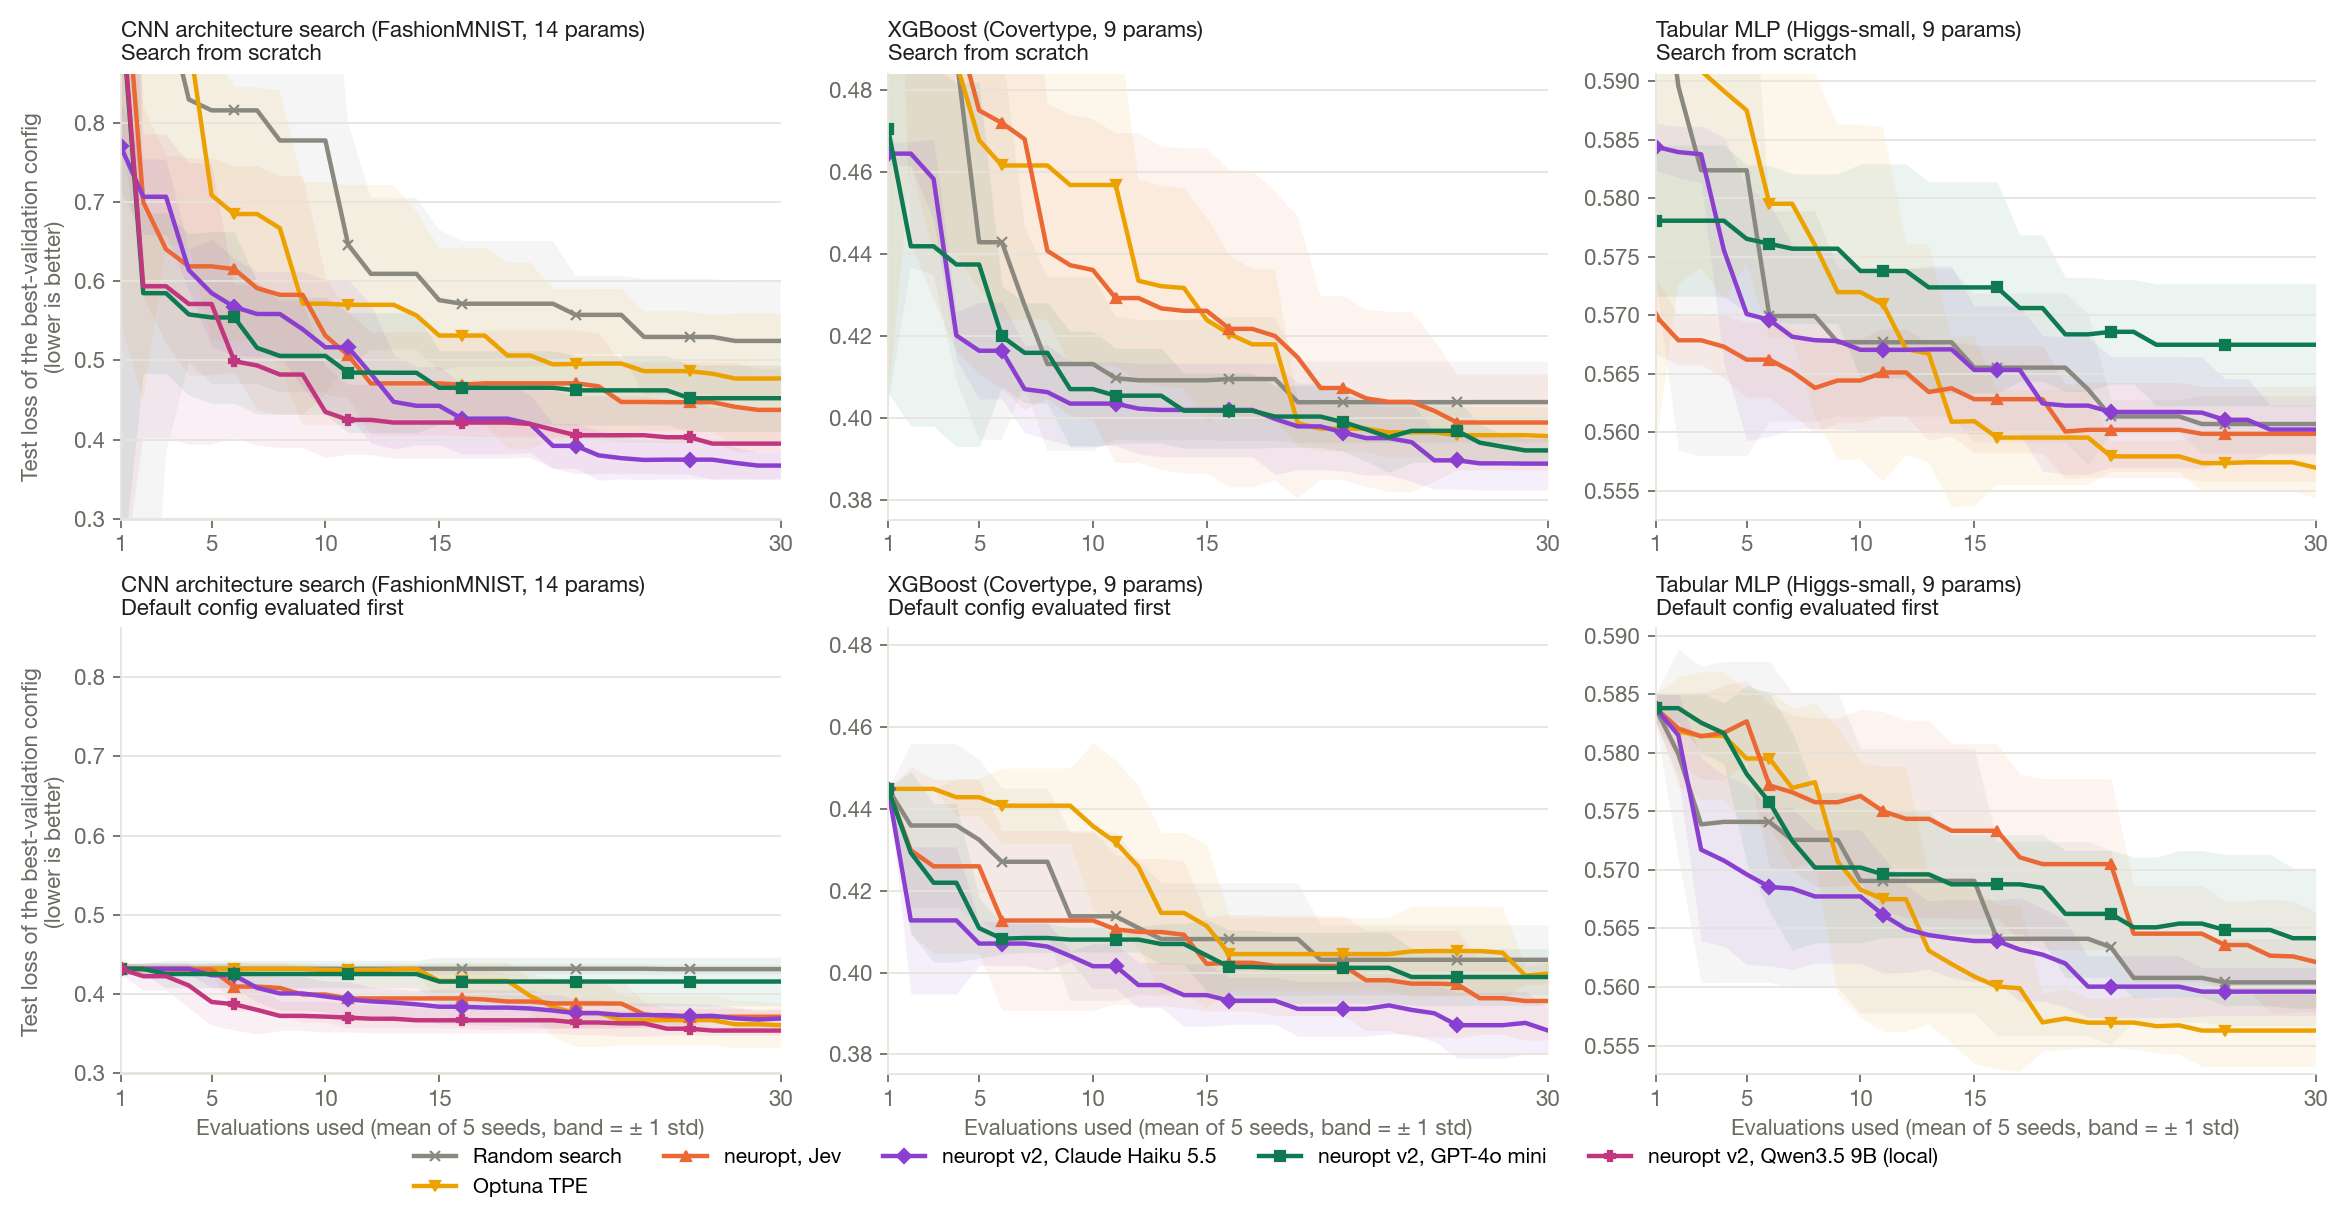 CNN architecture search (FashionMNIST, 14 params)
Search from scratch
Test loss of the best-validation config
(lower is better)
0.8
0.7
0.6
0.5
0.4
0.3
1
5
10
15
30
XGBoost (Covertype, 9 params)
Search from scratch
0.48
0.46
0.44
0.42
0.40
0.38
1
5
10
15
30
Tabular MLP (Higgs-small, 9 params)
Search from scratch
0.590
0.585
0.580
0.575
0.570
0.565
0.560
0.555
1
5
10
15
30
CNN architecture search (FashionMNIST, 14 params)
Default config evaluated first
Test loss of the best-validation config
(lower is better)
0.8
0.7
0.6
0.5
0.4
0.3
1
5
10
15
30
Evaluations used (mean of 5 seeds, band = ± 1 std)
XGBoost (Covertype, 9 params)
Default config evaluated first
0.48
0.46
0.44
0.42
0.40
0.38
1
5
10
15
30
Evaluations used (mean of 5 seeds, band = ± 1 std)
Tabular MLP (Higgs-small, 9 params)
Default config evaluated first
0.590
0.585
0.580
0.575
0.570
0.565
0.560
0.555
1
5
10
15
30
Evaluations used (mean of 5 seeds, band = ± 1 std)
Random search
neuropt, Jev
neuropt v2, Claude Haiku 5.5
neuropt v2, GPT-4o mini
neuropt v2, Qwen3.5 9B (local)
Optuna TPE